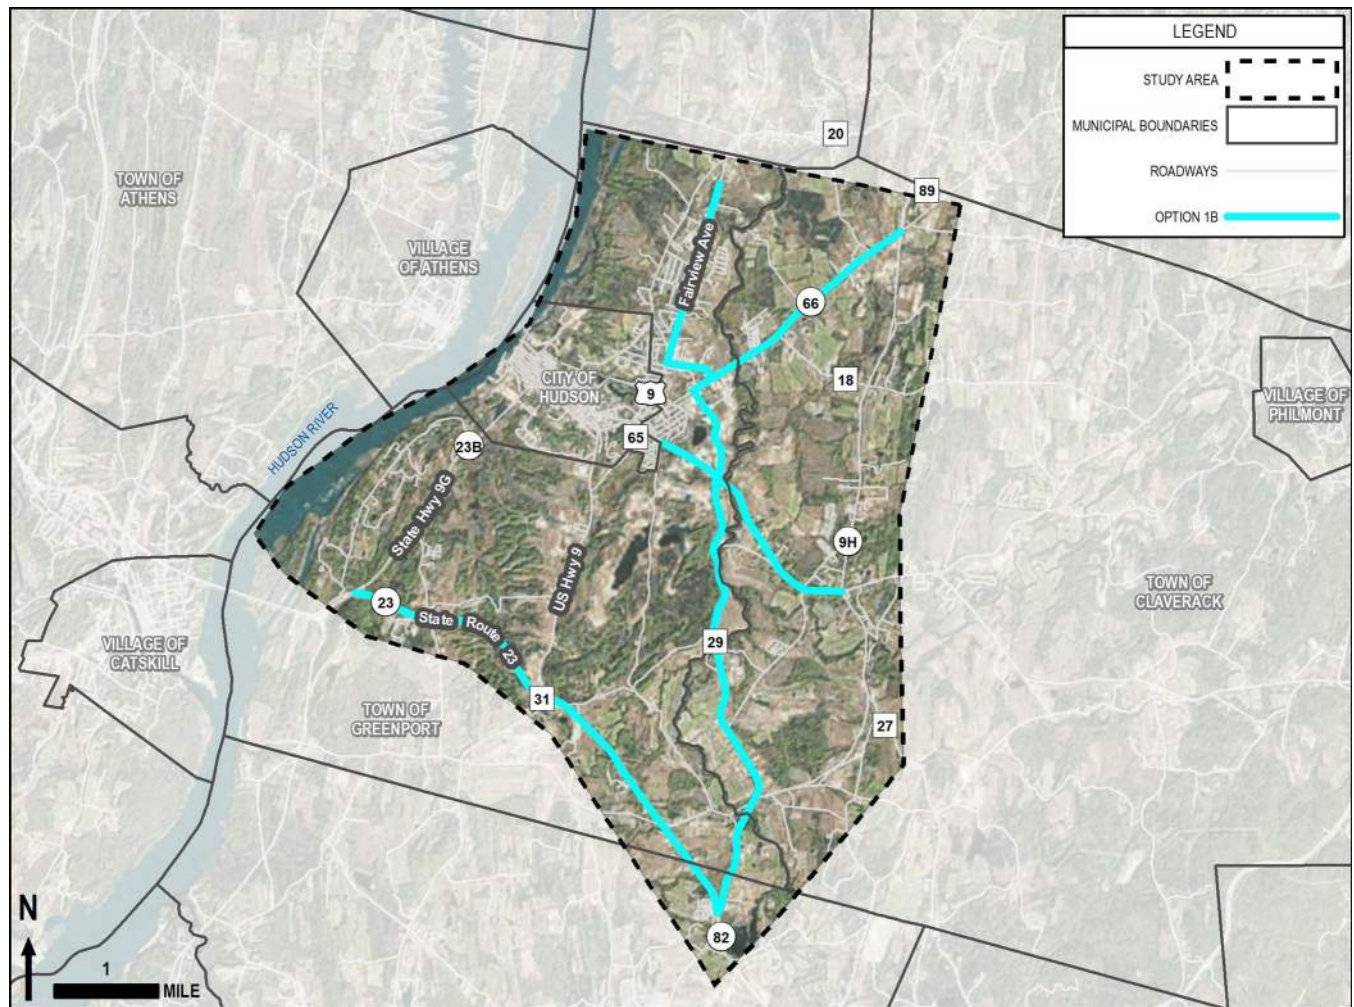 LEGEND
STUDY AREA
MUNICIPAL BOUNDARIES
ROADWAYS
OPTION 1B
20
89
TOWN OF
ATHENS
VILLAGE
OF ATHENS
Fairview Ave
66
18
CITY OF
HUDSON
9
VILLAGE OF
PHILMONT
HUDSON RIVER
65
23B
State Hwy 9G
9H
US Hwy 9
TOWN OF
CLAVERACK
23
State Route 23
29
VILLAGE OF
CATSKILL
31
TOWN OF
GREENPORT
27
82
N
1
MILE